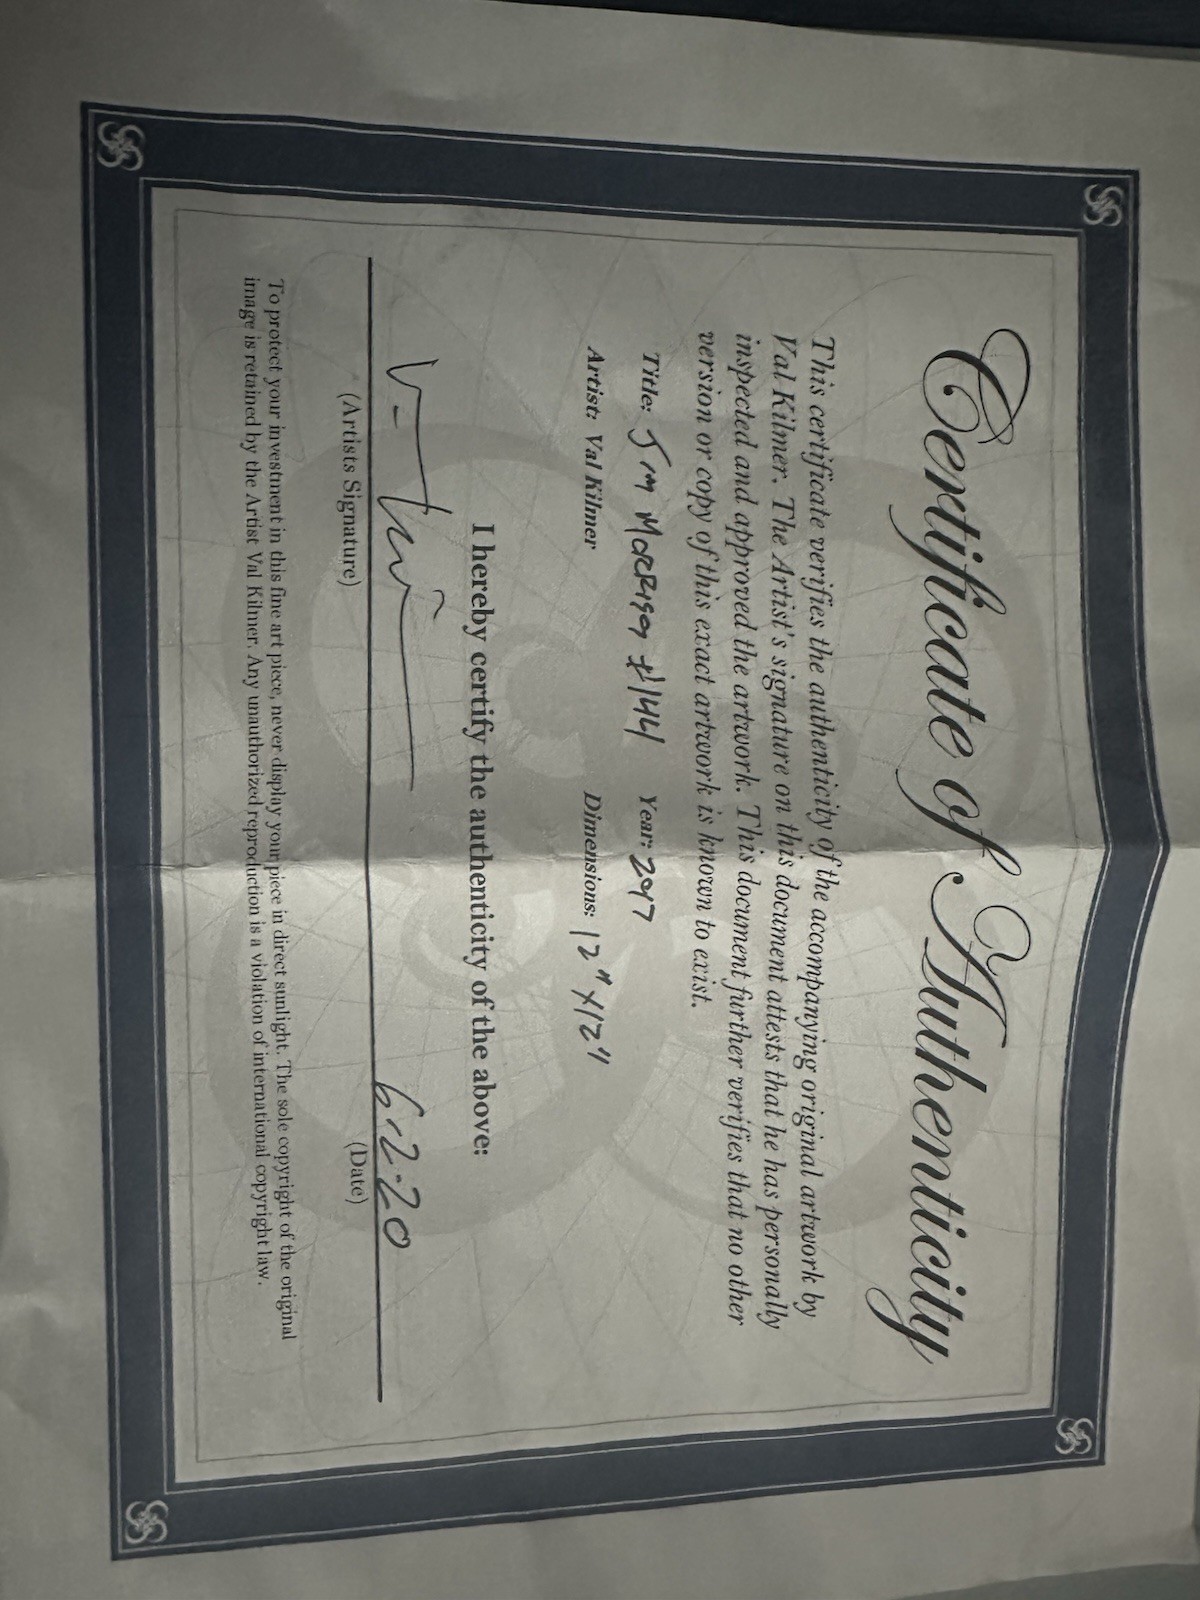 Certificate of Authenticity
This certificate verifies the authenticity of the accompanying original artwork by
Val Kilmer. The Artist's signature on this document attests that he has personally
inspected and approved the artwork. This document further verifies that no other
version or copy of this exact artwork is known to exist.
Title: Jim Morrison #144 Year: 2017
Artist: Val Kilmer Dimensions: 12" x 12"
I hereby certify the authenticity of the above:
6.2.20
(Artists Signature) (Date)
To protect your investment in this fine art piece, never display your piece in direct sunlight. The sole copyright of the original
image is retained by the Artist Val Kilmer. Any unauthorized reproduction is a violation of international copyright law.